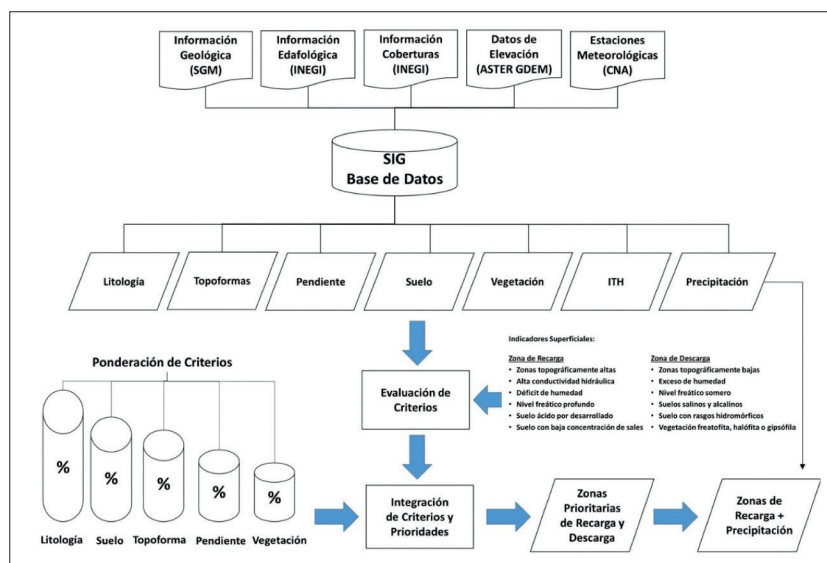 Información
Geológica
(SGM)
Información
Edafológica
(INEGI)
Información
Coberturas
(INEGI)
Datos de
Elevación
(ASTER GDEM)
Estaciones
Meteorológicas
(CNA)
SIG
Base de Datos
Litología
Topoformas
Pendiente
Suelo
Vegetación
ITH
Precipitación
Ponderación de Criterios
%
%
%
%
%
Litología
Suelo
Topoforma
Pendiente
Vegetación
Evaluación de
Criterios
Indicadores Superficiales:
Zona de Recarga
• Zonas topográficamente altas
• Alta conductividad hidráulica
• Déficit de humedad
• Nivel freático profundo
• Suelo ácido por desarrollado
• Suelo con baja concentración de sales
Zona de Descarga
• Zonas topográficamente bajas
• Exceso de humedad
• Nivel freático somero
• Suelos salinos y alcalinos
• Suelo con rasgos hidromórficos
• Vegetación freatofita, halófita o gipsófila
Integración
de Criterios y
Prioridades
Zonas
Prioritarias
de Recarga y
Descarga
Zonas de
Recarga +
Precipitación